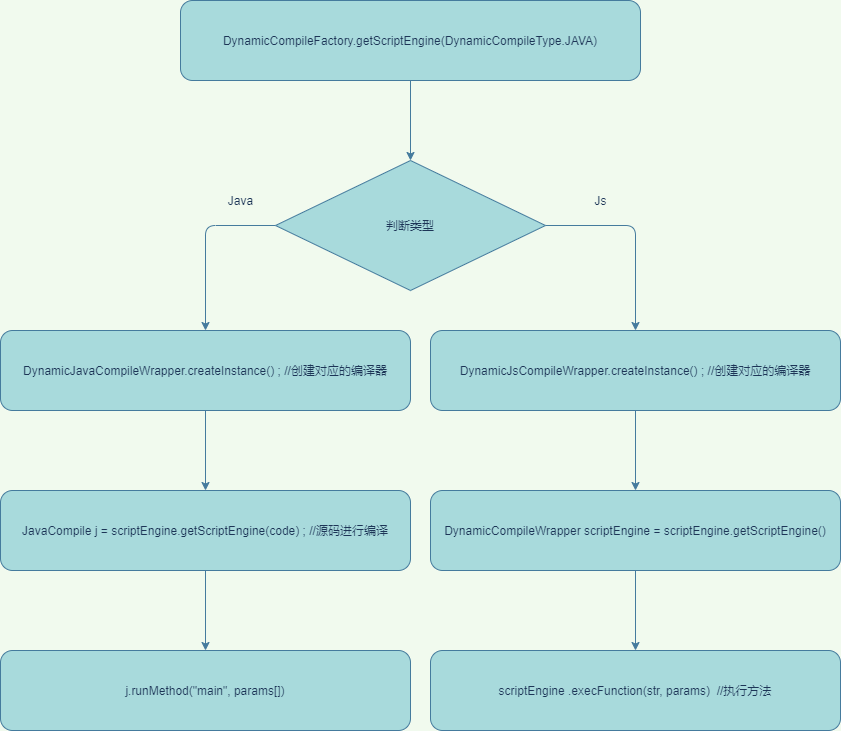 DynamicCompileFactory.getScriptEngine(DynamicCompileType.JAVA)
Java
Js
判断类型
DynamicJavaCompileWrapper.createInstance() ; //创建对应的编译器
DynamicJsCompileWrapper.createInstance() ; //创建对应的编译器
JavaCompile j = scriptEngine.getScriptEngine(code) ; //源码进行编译
DynamicCompileWrapper scriptEngine = scriptEngine.getScriptEngine()
j.runMethod("main", params[])
scriptEngine .execFunction(str, params)  //执行方法